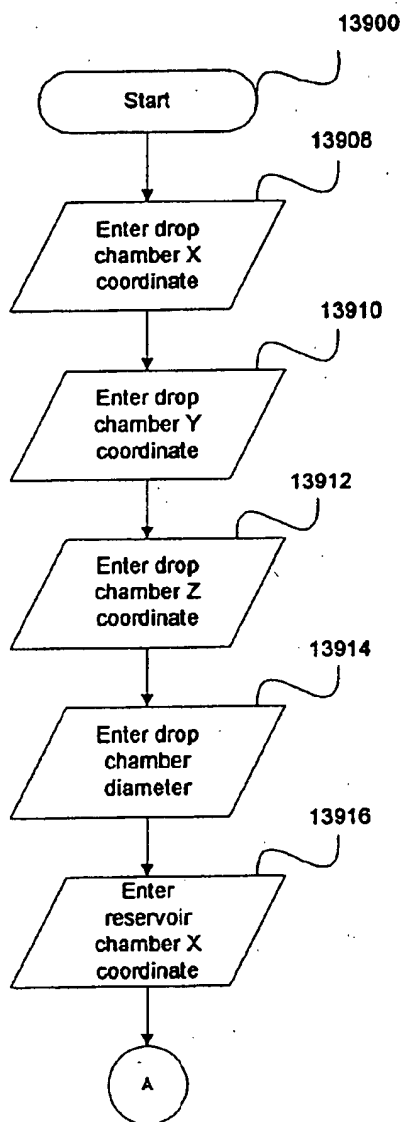 13900
Start
13908
Enter drop
chamber X
coordinate
13910
Enter drop
chamber Y
coordinate
13912
Enter drop
chamber Z
coordinate
13914
Enter drop
chamber
diameter
13916
Enter
reservoir
chamber X
coordinate
A